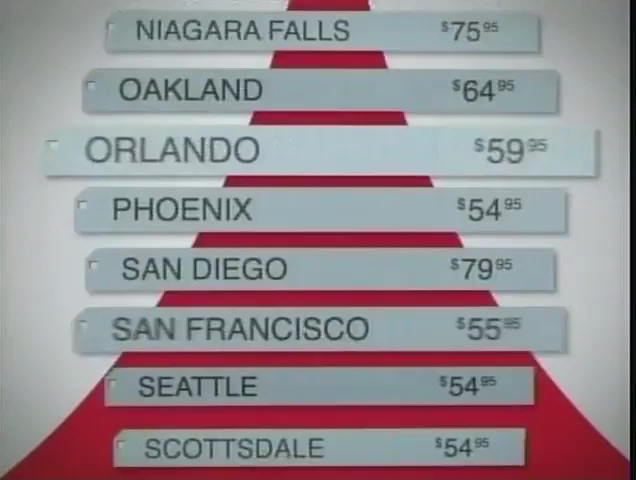 NIAGARA FALLS $75.95
OAKLAND $64.95
ORLANDO $59.95
PHOENIX $54.95
SAN DIEGO $79.95
SAN FRANCISCO $55.95
SEATTLE $54.95
SCOTTSDALE $54.95